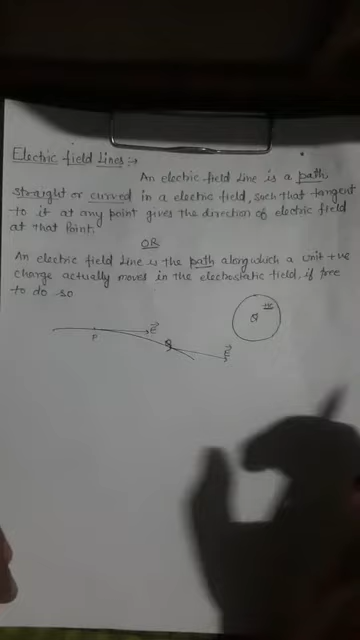 Electric field Lines :→
An electric field Line is a path,
straight or curved in a electric field, such that tangent
to it at any point gives the direction of electric field
at that Point.
OR
An electric field Line is the path along which a unit +ve
charge actually moves in the electrostatic field, if free
to do so
P
E
Q
E